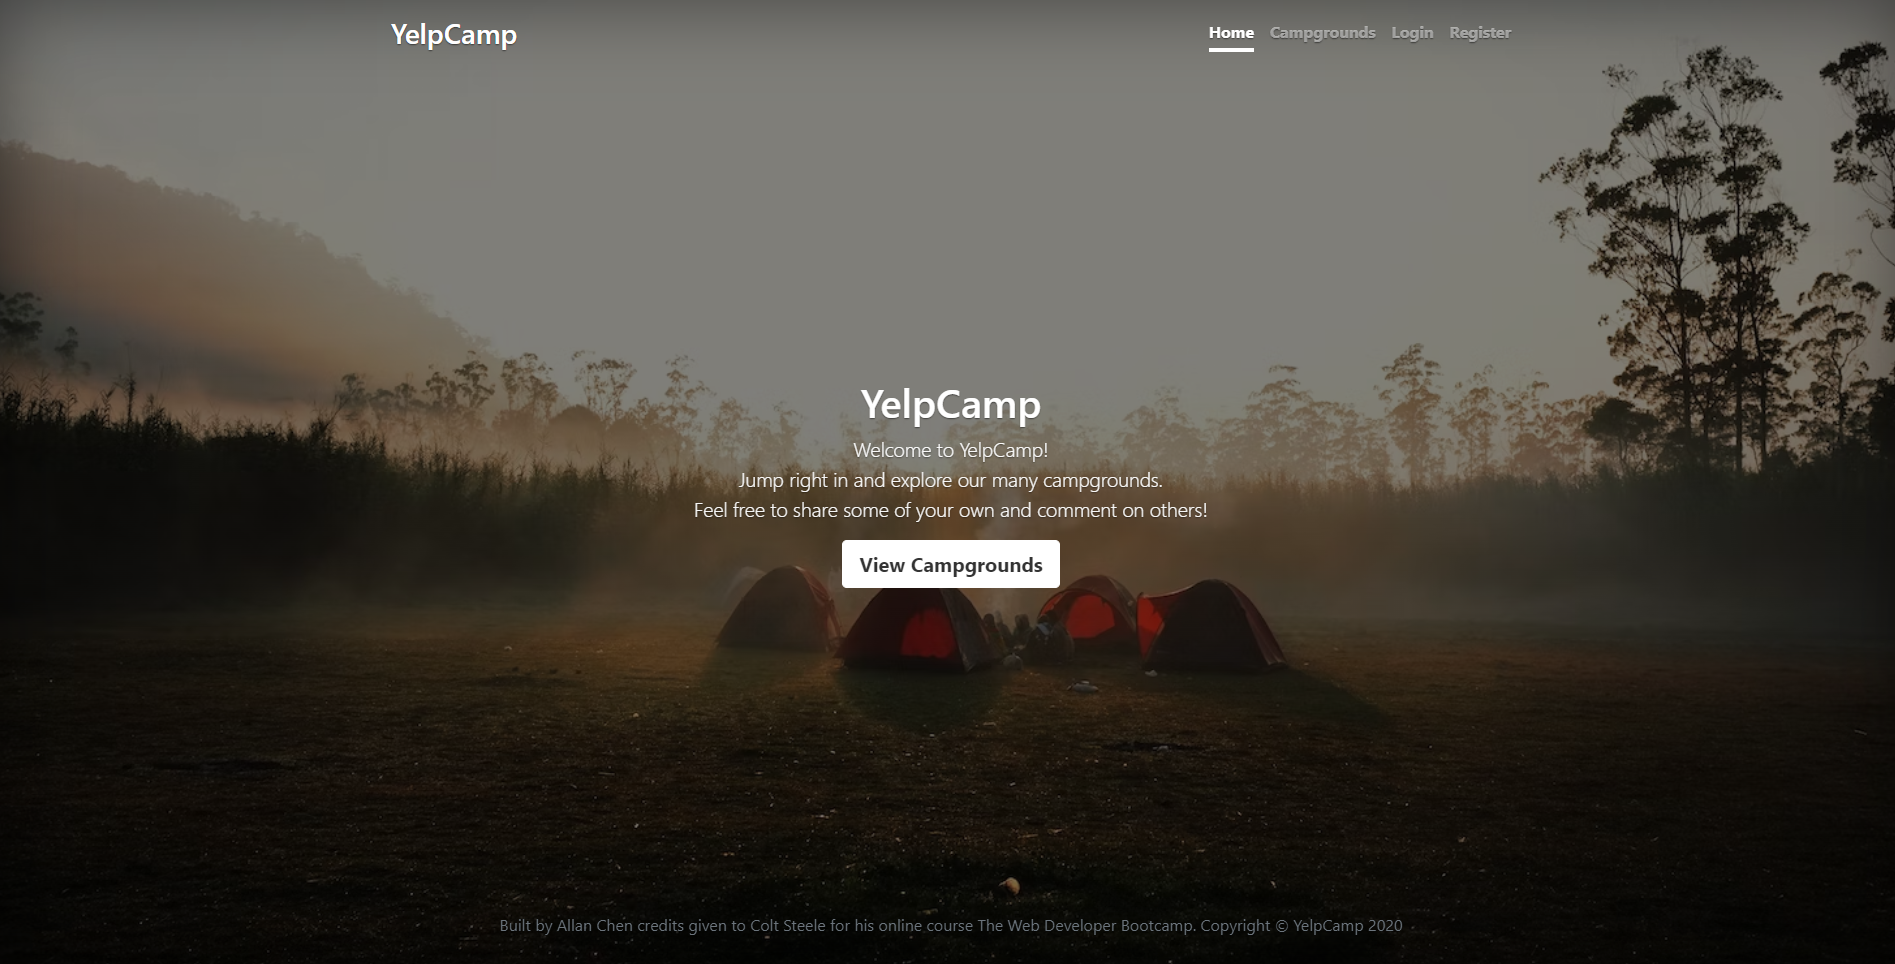 YelpCamp
Home Campgrounds Login Register
YelpCamp
Welcome to YelpCamp!
Jump right in and explore our many campgrounds.
Feel free to share some of your own and comment on others!
View Campgrounds
Built by Allan Chen credits given to Colt Steele for his online course The Web Developer Bootcamp. Copyright © YelpCamp 2020